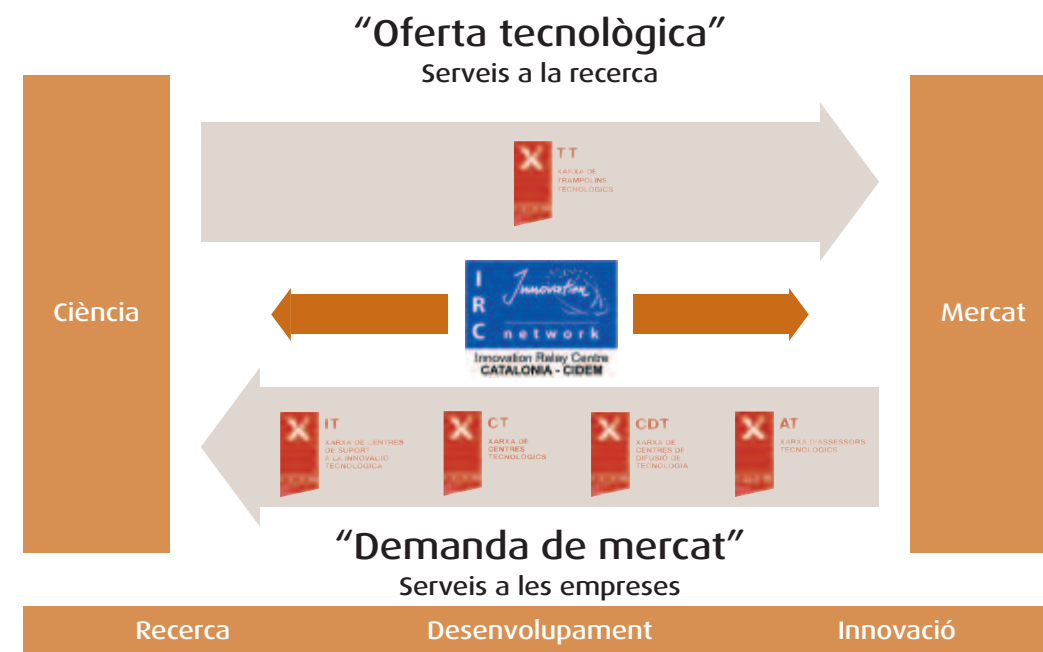 “Oferta tecnològica”
Serveis a la recerca
Ciència
Mercat
X TT
XARXA DE
TRAMPOLINS
TECNOLÒGICS
I
R
C
Innovation
network
Innovation Relay Centre
CATALONIA - CIDEM
X IT
XARXA DE CENTRES
DE SUPORT
A LA INNOVACIÓ
TECNOLÒGICA
X CT
XARXA DE
CENTRES
TECNOLÒGICS
X CDT
XARXA DE
CENTRES DE
DIFUSIÓ DE
TECNOLOGIA
X AT
XARXA D'ASSESSORS
TECNOLÒGICS
“Demanda de mercat”
Serveis a les empreses
Recerca
Desenvolupament
Innovació